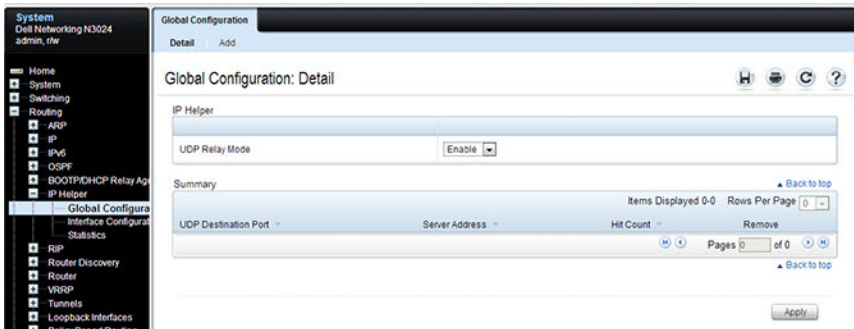 System
Dell Networking N3024
admin, r/w
Home
System
Switching
Routing
ARP
IP
IPv6
OSPF
BOOTP/DHCP Relay Age
IP Helper
Global Configura
Interface Configurat
Statistics
RIP
Router Discovery
Router
VRRP
Tunnels
Loopback Interfaces
Global Configuration
Detail Add
Global Configuration: Detail
IP Helper
UDP Relay Mode Enable
Summary Back to top
Items Displayed 0-0 Rows Per Page 0
UDP Destination Port Server Address Hit Count Remove
Pages 0 of 0
Back to top
Apply